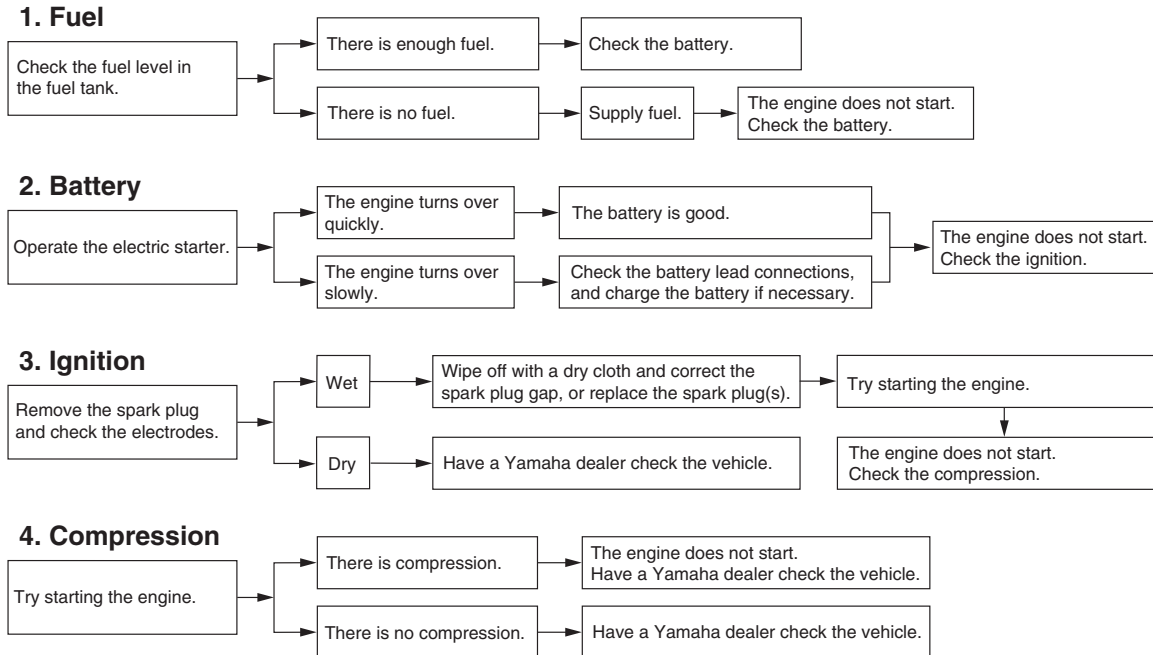 1. Fuel
Check the fuel level in
the fuel tank.
There is enough fuel.
Check the battery.
There is no fuel.
Supply fuel.
The engine does not start.
Check the battery.
2. Battery
Operate the electric starter.
The engine turns over
quickly.
The battery is good.
The engine turns over
slowly.
Check the battery lead connections,
and charge the battery if necessary.
The engine does not start.
Check the ignition.
3. Ignition
Remove the spark plug
and check the electrodes.
Wet
Wipe off with a dry cloth and correct the
spark plug gap, or replace the spark plug(s).
Try starting the engine.
The engine does not start.
Check the compression.
Dry
Have a Yamaha dealer check the vehicle.
4. Compression
Try starting the engine.
There is compression.
The engine does not start.
Have a Yamaha dealer check the vehicle.
There is no compression.
Have a Yamaha dealer check the vehicle.